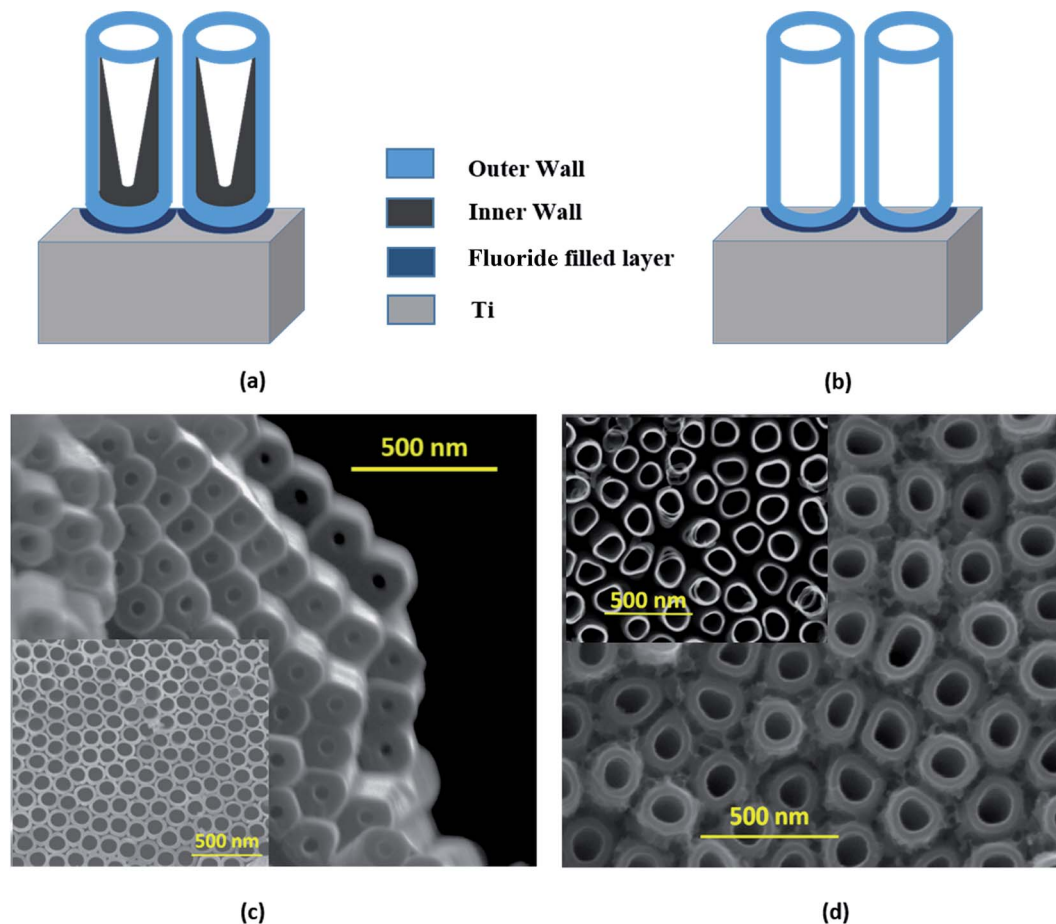 Outer Wall
Inner Wall
Fluoride filled layer
Ti
(a)
(b)
500 nm
500 nm
500 nm
500 nm
(c)
(d)